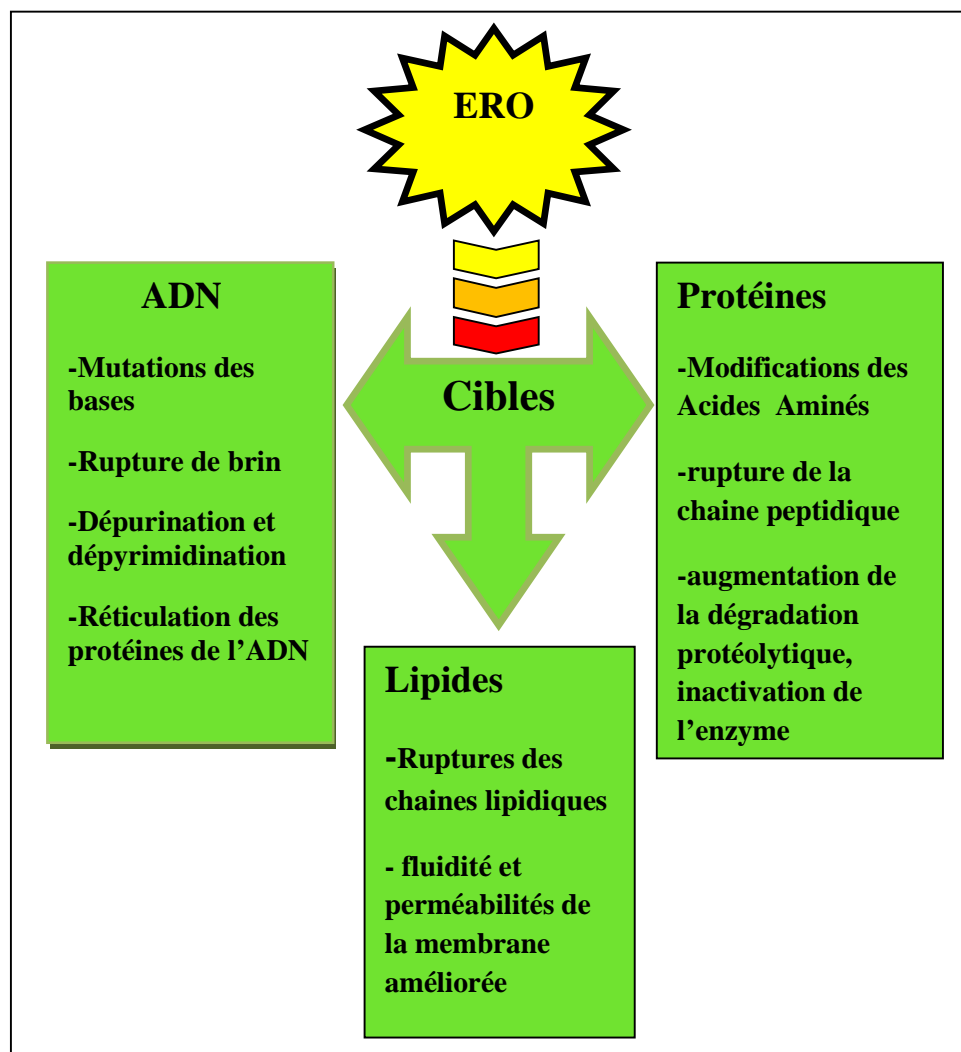 ERO
ADN
-Mutations des
bases
-Rupture de brin
-Dépurination et
dépyrimidination
-Réticulation des
protéines de l’ADN
Cibles
Protéines
-Modifications des
Acides Aminés
-rupture de la
chaine peptidique
-augmentation de
la dégradation
protéolytique,
inactivation de
l’enzyme
Lipides
-Ruptures des
chaines lipidiques
- fluidité et
perméabilités de
la membrane
améliorée